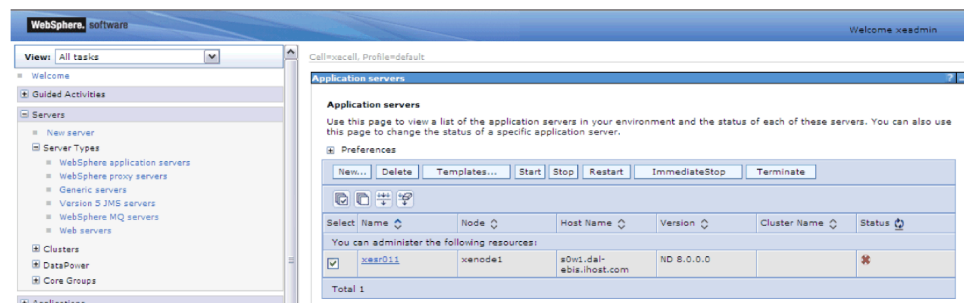 WebSphere. software
Welcome xeadmin
View: All tasks
Welcome
Guided Activities
Servers
New server
Server Types
WebSphere application servers
WebSphere proxy servers
Generic servers
Version 5 JMS servers
WebSphere MQ servers
Web servers
Clusters
DataPower
Core Groups
Applications
Cell=xecell, Profile=default
Application servers
Application servers
Use this page to view a list of the application servers in your environment and the status of each of these servers. You can also use
this page to change the status of a specific application server.
Preferences
New... Delete Templates... Start Stop Restart ImmediateStop Terminate
Select Name Node Host Name Version Cluster Name Status
You can administer the following resources:
xesr011 xenode1 s0w1.dal-
ebis.ihost.com ND 8.0.0.0
Total 1